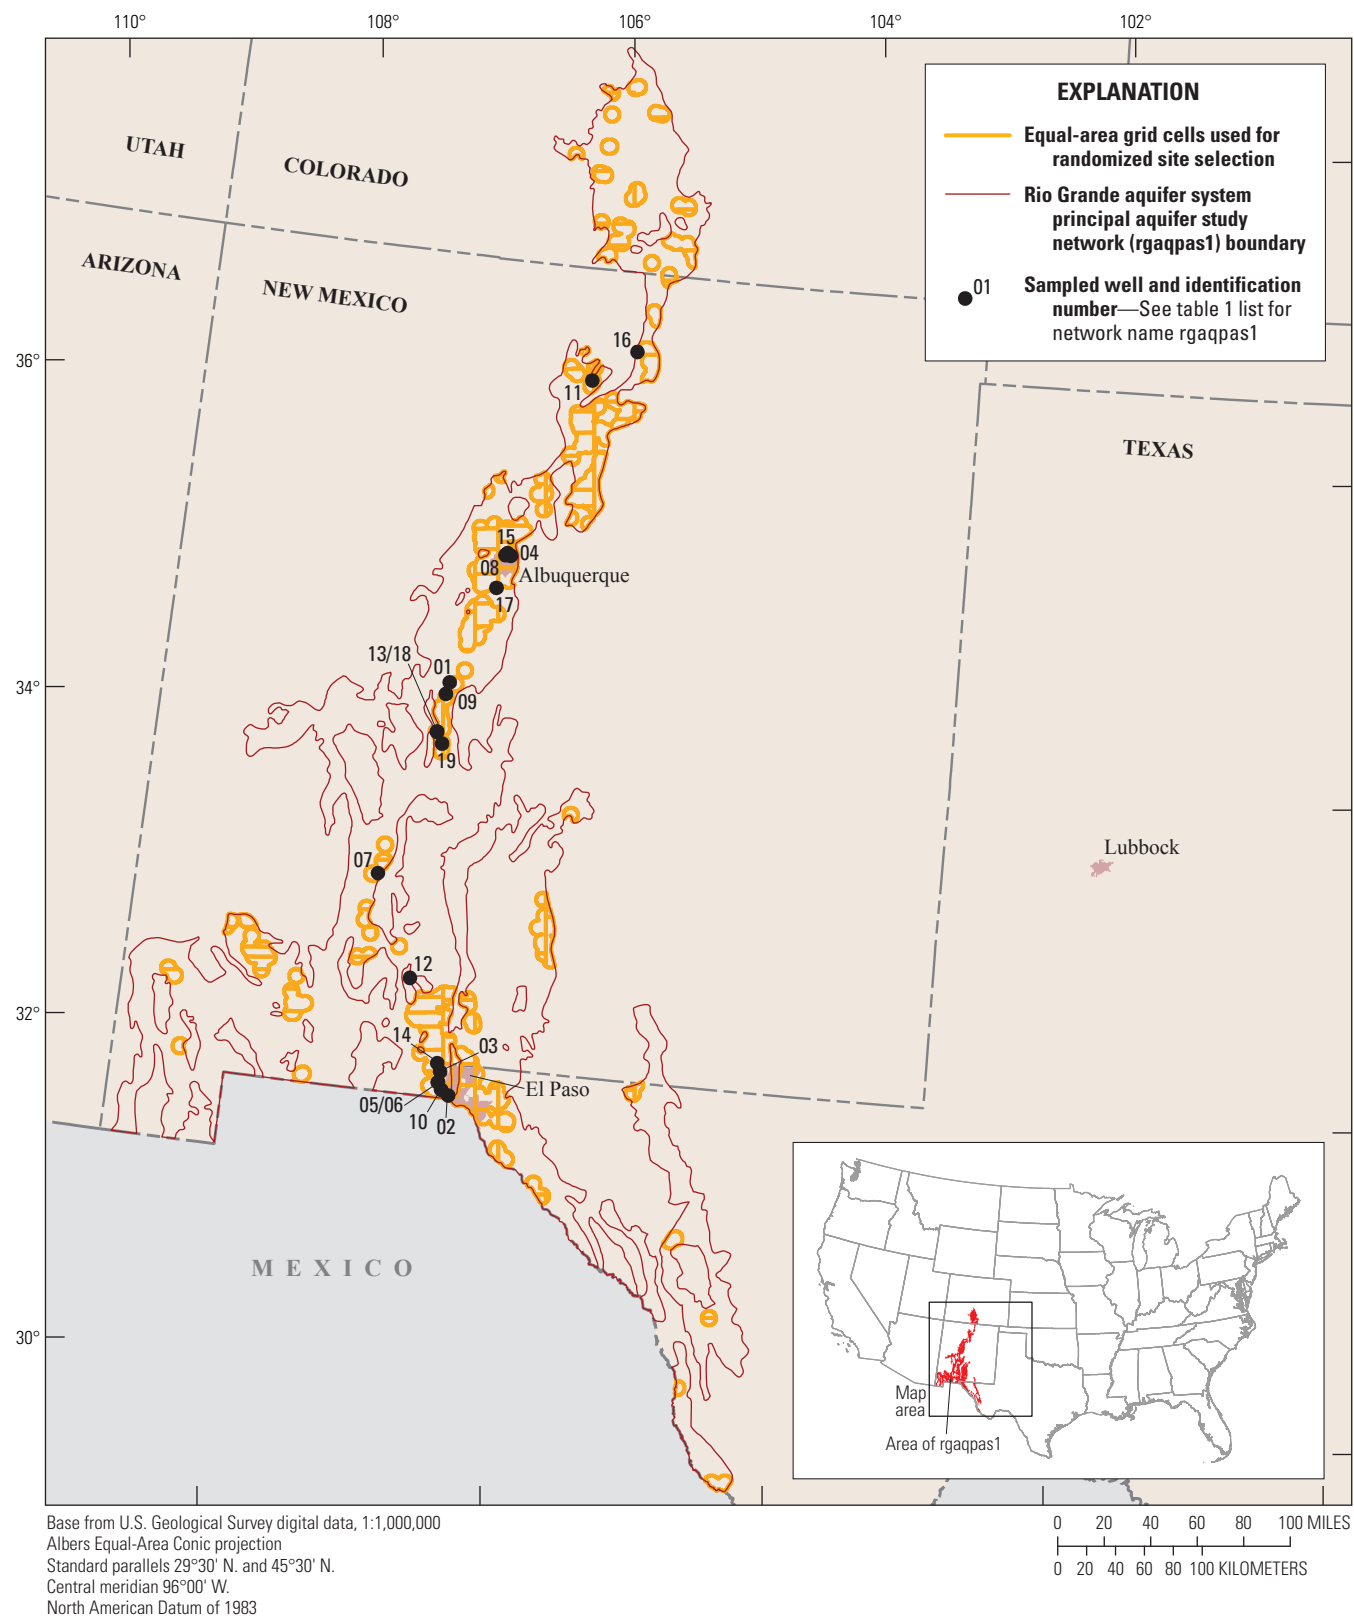 110°
108°
106°
104°
102°
EXPLANATION
Equal-area grid cells used for
randomized site selection
Rio Grande aquifer system
principal aquifer study
network (rgaqpas1) boundary
01
Sampled well and identification
number—See table 1 list for
network name rgaqpas1
UTAH
COLORADO
ARIZONA
NEW MEXICO
TEXAS
36°
16
11
15
04
08
Albuquerque
17
13/18
01
34°
09
19
07
Lubbock
12
32°
14
03
El Paso
05/06
10
02
MEXICO
30°
Map
area
Area of rgaqpas1
Base from U.S. Geological Survey digital data, 1:1,000,000
Albers Equal-Area Conic projection
Standard parallels 29°30' N. and 45°30' N.
Central meridian 96°00' W.
North American Datum of 1983
0 20 40 60 80 100 MILES
0 20 40 60 80 100 KILOMETERS